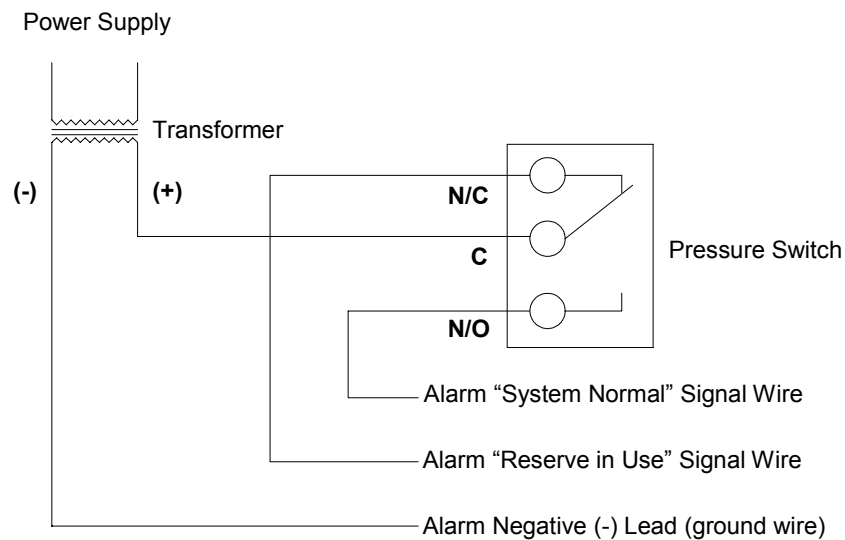 Power Supply
Transformer
(-)
(+)
N/C
C
Pressure Switch
N/O
Alarm “System Normal” Signal Wire
Alarm “Reserve in Use” Signal Wire
Alarm Negative (-) Lead (ground wire)